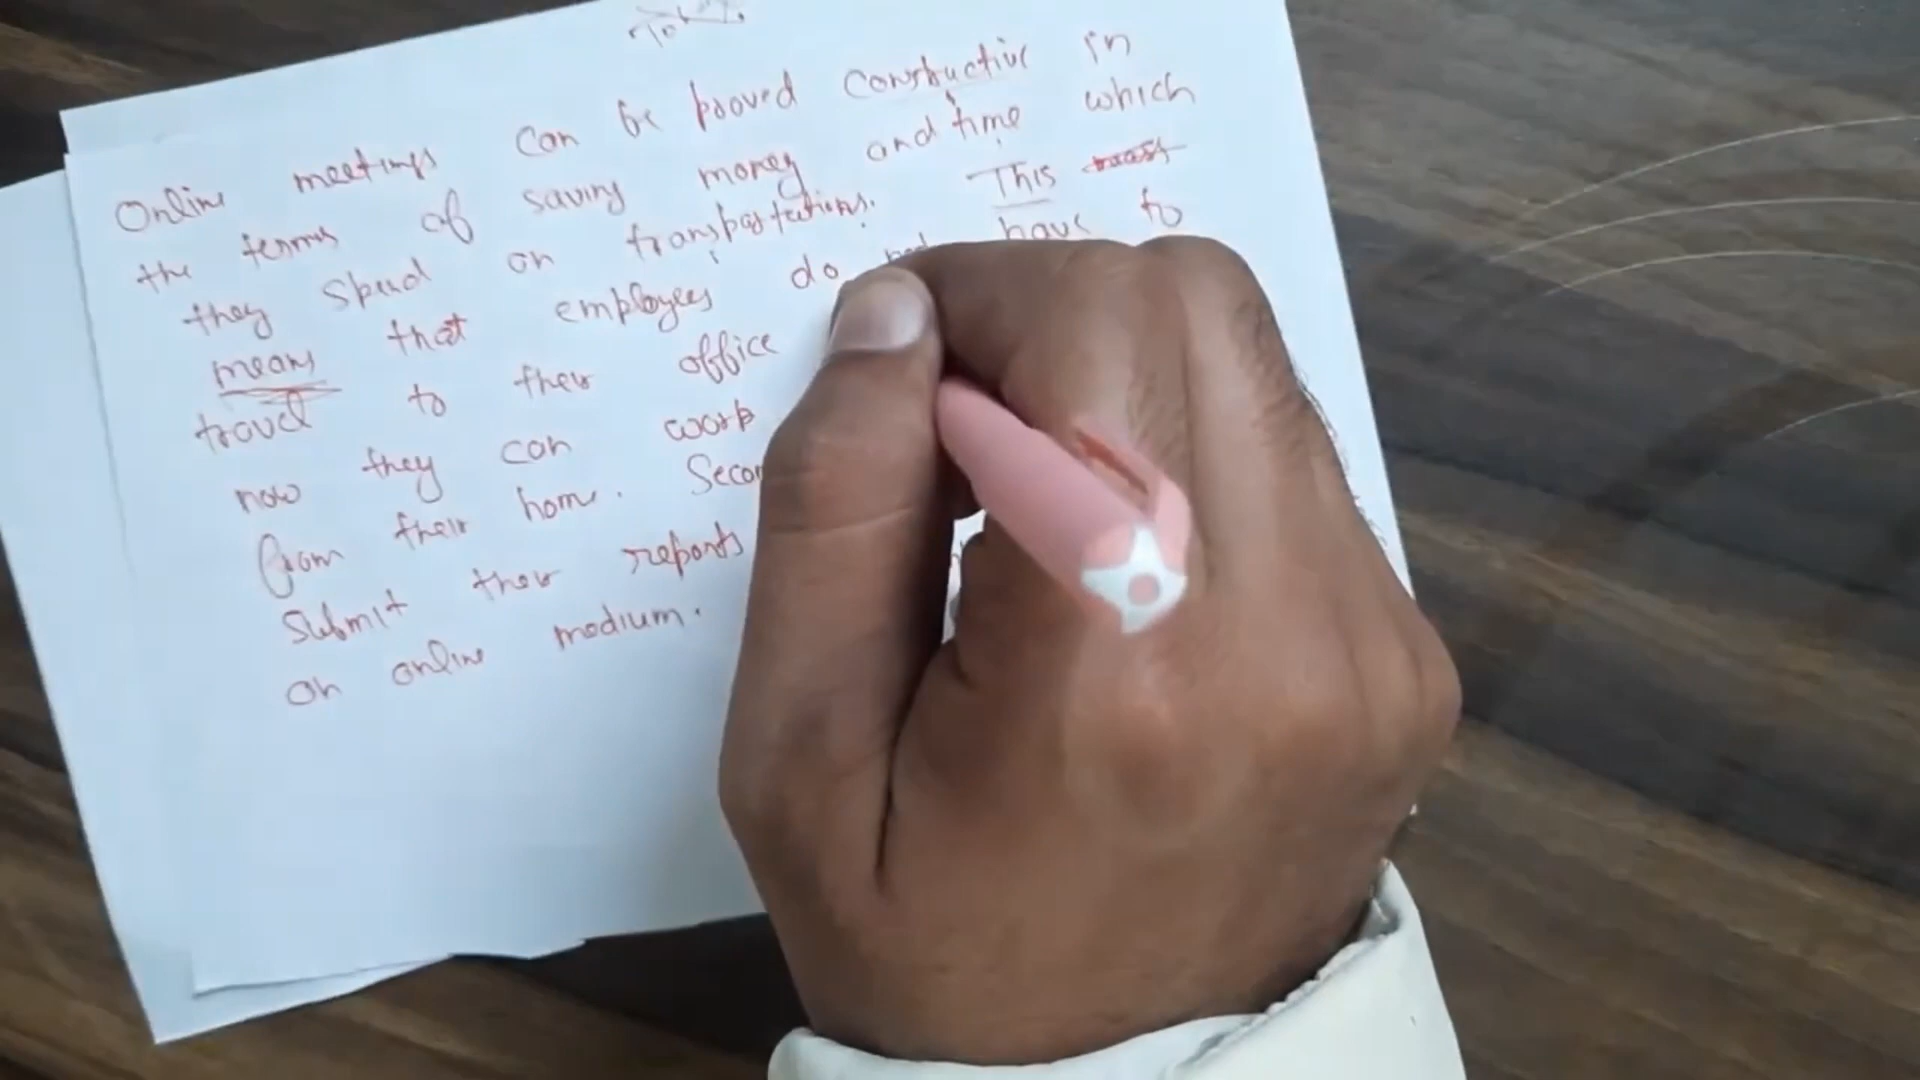 Online meetings can be proved constructive in
the terms of saving money and time which
they spend on transportations. This
means that employees do not have to
travel to their office
now they can work
from their home.
submit their reports
on online medium.